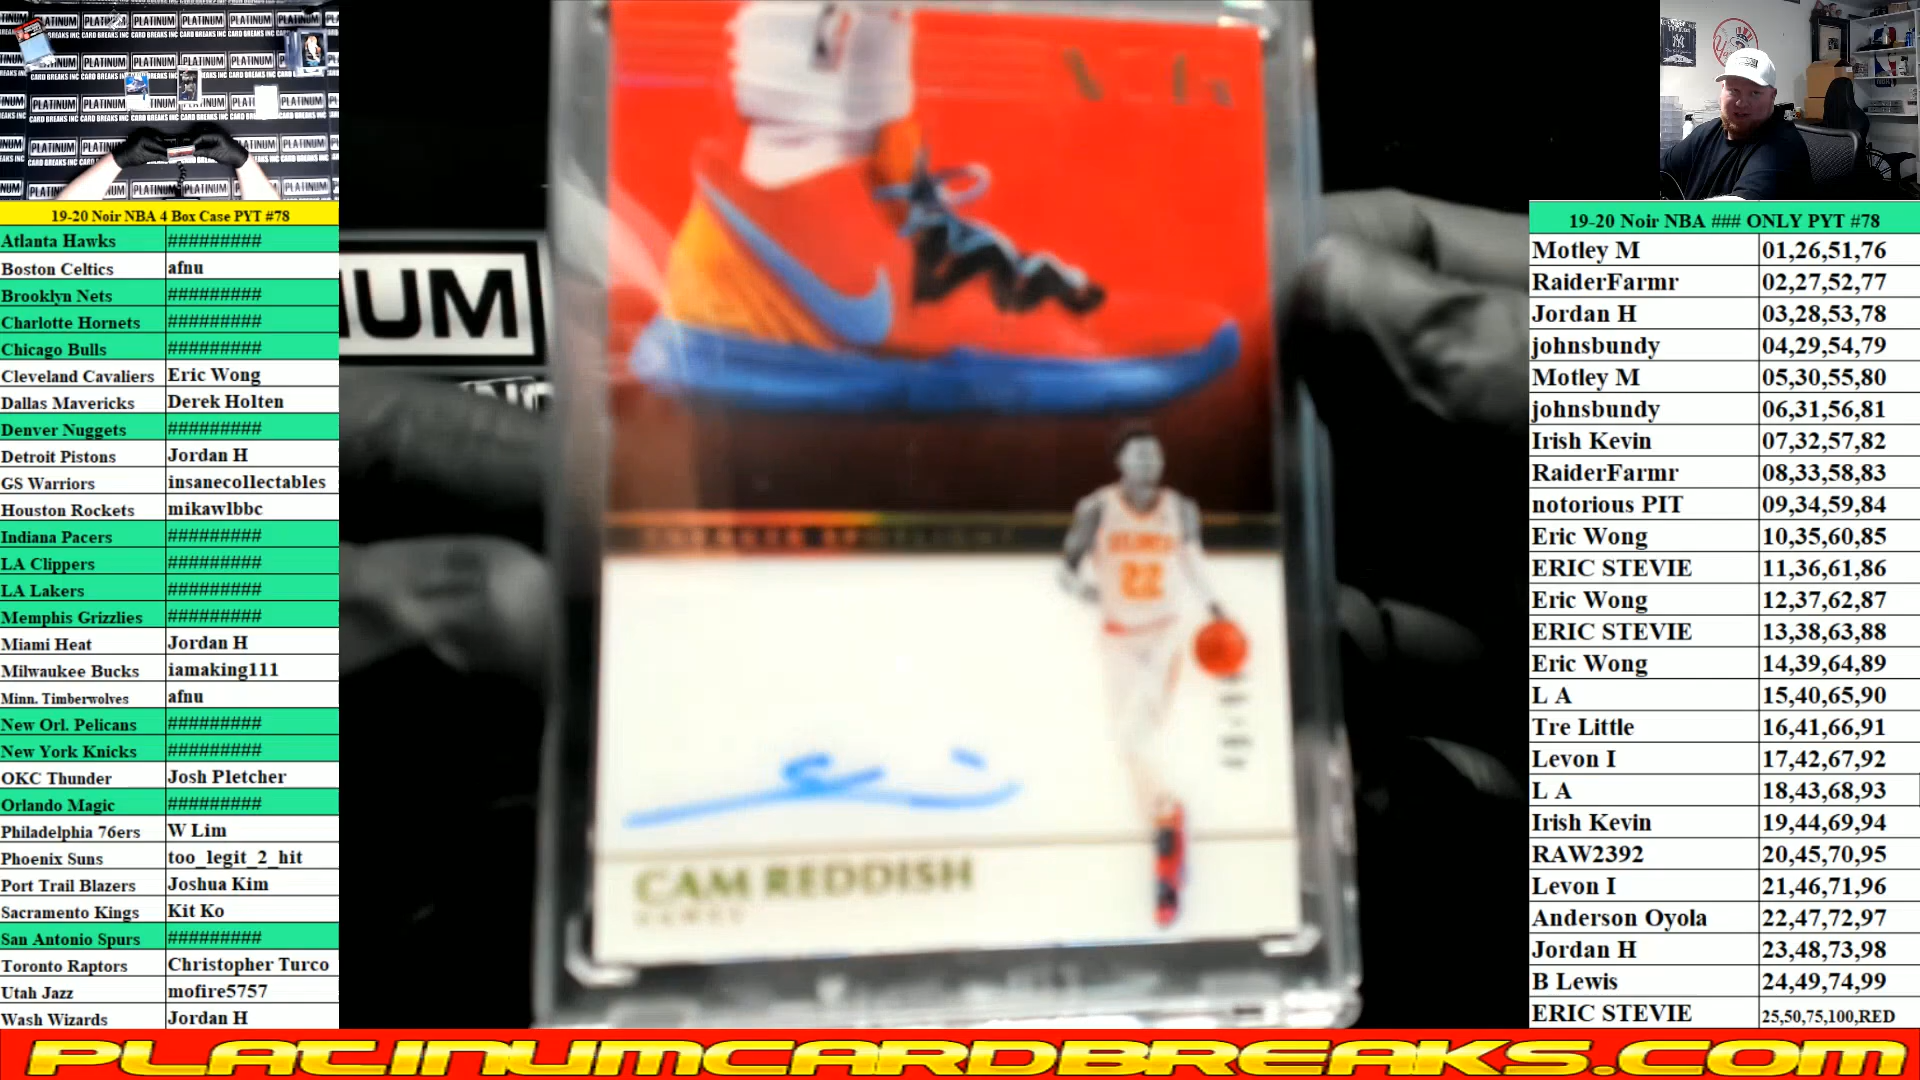 19-20 Noir NBA 4 Box Case PYT #78
Atlanta Hawks #########
Boston Celtics afnu
Brooklyn Nets #########
Charlotte Hornets #########
Chicago Bulls #########
Cleveland Cavaliers Eric Wong
Dallas Mavericks Derek Holten
Denver Nuggets #########
Detroit Pistons Jordan H
GS Warriors insanecollectables
Houston Rockets mikawlbbc
Indiana Pacers #########
LA Clippers #########
LA Lakers #########
Memphis Grizzlies #########
Miami Heat Jordan H
Milwaukee Bucks iamaking111
Minn. Timberwolves afnu
New Orl. Pelicans #########
New York Knicks #########
OKC Thunder Josh Pletcher
Orlando Magic #########
Philadelphia 76ers W Lim
Phoenix Suns too_legit_2_hit
Port Trail Blazers Joshua Kim
Sacramento Kings Kit Ko
San Antonio Spurs #########
Toronto Raptors Christopher Turco
Utah Jazz mofire5757
Wash Wizards Jordan H
PLATINUM
CARD BREAKS INC
NUM
22
CAM REDDISH
HAWKS
19-20 Noir NBA ### ONLY PYT #78
Motley M 01,26,51,76
RaiderFarmr 02,27,52,77
Jordan H 03,28,53,78
johnsbundy 04,29,54,79
Motley M 05,30,55,80
johnsbundy 06,31,56,81
Irish Kevin 07,32,57,82
RaiderFarmr 08,33,58,83
notorious PIT 09,34,59,84
Eric Wong 10,35,60,85
ERIC STEVIE 11,36,61,86
Eric Wong 12,37,62,87
ERIC STEVIE 13,38,63,88
Eric Wong 14,39,64,89
L A 15,40,65,90
Tre Little 16,41,66,91
Levon I 17,42,67,92
L A 18,43,68,93
Irish Kevin 19,44,69,94
RAW2392 20,45,70,95
Levon I 21,46,71,96
Anderson Oyola 22,47,72,97
Jordan H 23,48,73,98
B Lewis 24,49,74,99
ERIC STEVIE 25,50,75,100,RED
PLATINUMCARDBREAKS.COM